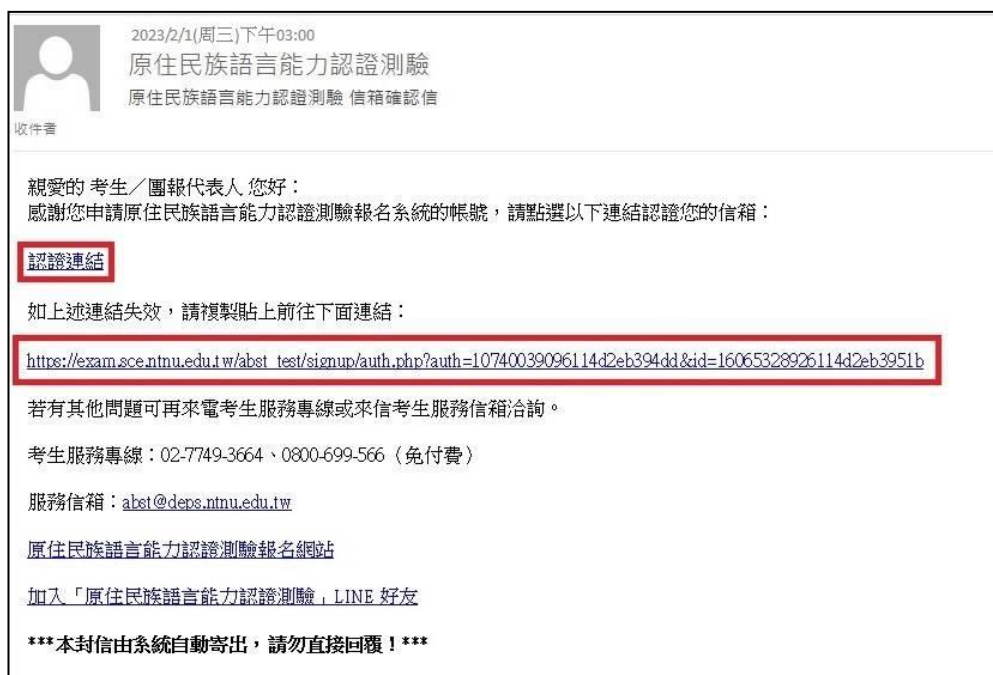 2023/2/1(周三)下午03:00
原住民族語言能力認證測驗
原住民族語言能力認證測驗 信箱確認信
收件者
親愛的 考生／團報代表人 您好：
感謝您申請原住民族語言能力認證測驗報名系統的帳號，請點選以下連結認證您的信箱：
認證連結
如上述連結失效，請複製貼上前往下面連結：
https://exam.sce.ntnu.edu.tw/abst_test/signup/auth.php?auth=10740039096114d2eb394dd&id=16065328926114d2eb3951b
若有其他問題可再來電考生服務專線或來信考生服務信箱洽詢。
考生服務專線：02-7749-3664、0800-699-566（免付費）
服務信箱：abst@deps.ntnu.edu.tw
原住民族語言能力認證測驗報名網站
加入「原住民族語言能力認證測驗」LINE 好友
***本封信由系統自動寄出，請勿直接回覆！***